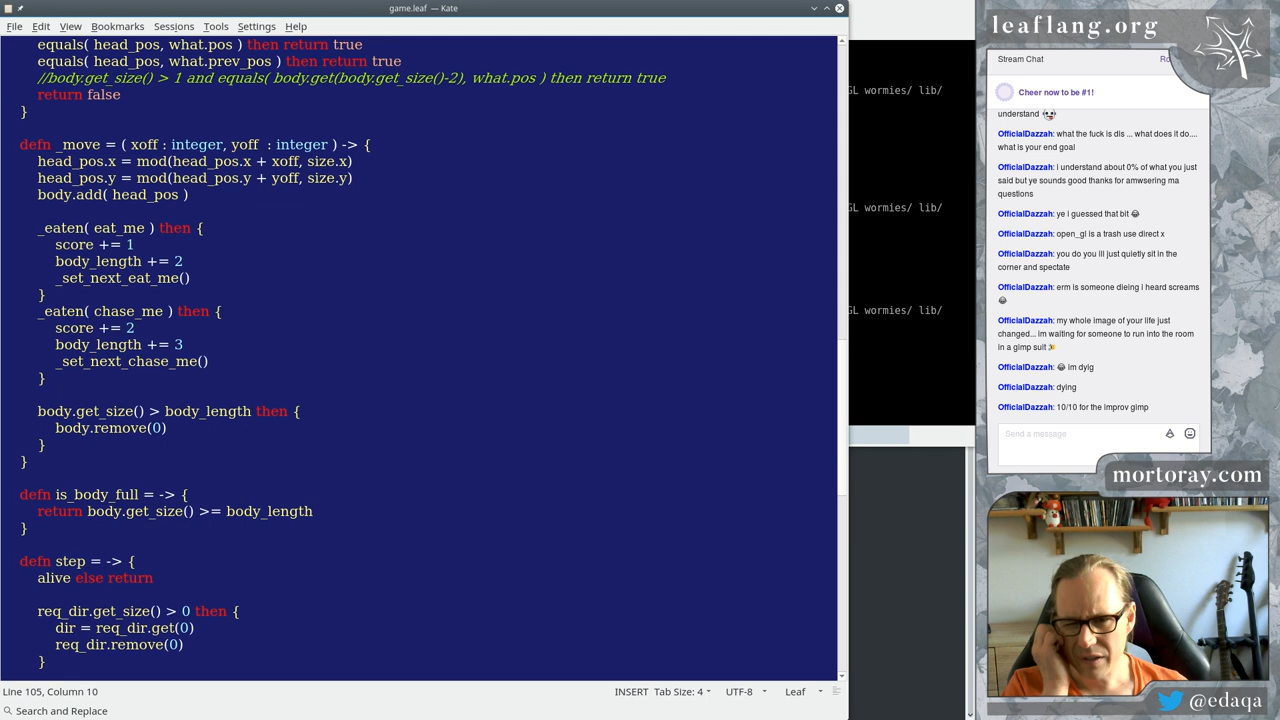 game.leaf — Kate
File Edit View Bookmarks Sessions Tools Settings Help
equals( head_pos, what.pos ) then return true
equals( head_pos, what.prev_pos ) then return true
//body.get_size() > 1 and equals( body.get(body.get_size()-2), what.pos ) then return true
return false
}
defn _move = ( xoff : integer, yoff  : integer ) -> {
head_pos.x = mod(head_pos.x + xoff, size.x)
head_pos.y = mod(head_pos.y + yoff, size.y)
body.add( head_pos )
_eaten( eat_me ) then {
score += 1
body_length += 2
_set_next_eat_me()
}
_eaten( chase_me ) then {
score += 2
body_length += 3
_set_next_chase_me()
}
body.get_size() > body_length then {
body.remove(0)
}
}
defn is_body_full = -> {
return body.get_size() >= body_length
}
defn step = -> {
alive else return
req_dir.get_size() > 0 then {
dir = req_dir.get(0)
req_dir.remove(0)
}
Line 105, Column 10
INSERT Tab Size: 4 UTF-8 Leaf
Search and Replace
GL wormies/ lib/
GL wormies/ lib/
GL wormies/ lib/
leaflang.org
Stream Chat
Cheer now to be #1!
understand
OfficialDazzah: what the fuck is dis ... what does it do....
what is your end goal
OfficialDazzah: i understand about 0% of what you just
said but ye sounds good thanks for amwsering ma
questions
OfficialDazzah: ye i guessed that bit 😂
OfficialDazzah: open_gl is a trash use direct x
OfficialDazzah: you do you ill just quietly sit in the
corner and spectate
OfficialDazzah: erm is someone dieing i heard screams
😂
OfficialDazzah: my whole image of your life just
changed... im waiting for someone to run into the room
in a gimp suit
OfficialDazzah: 😂 im dyig
OfficialDazzah: dying
OfficialDazzah: 10/10 for the improv gimp
Send a message
mortoray.com
@edaqa